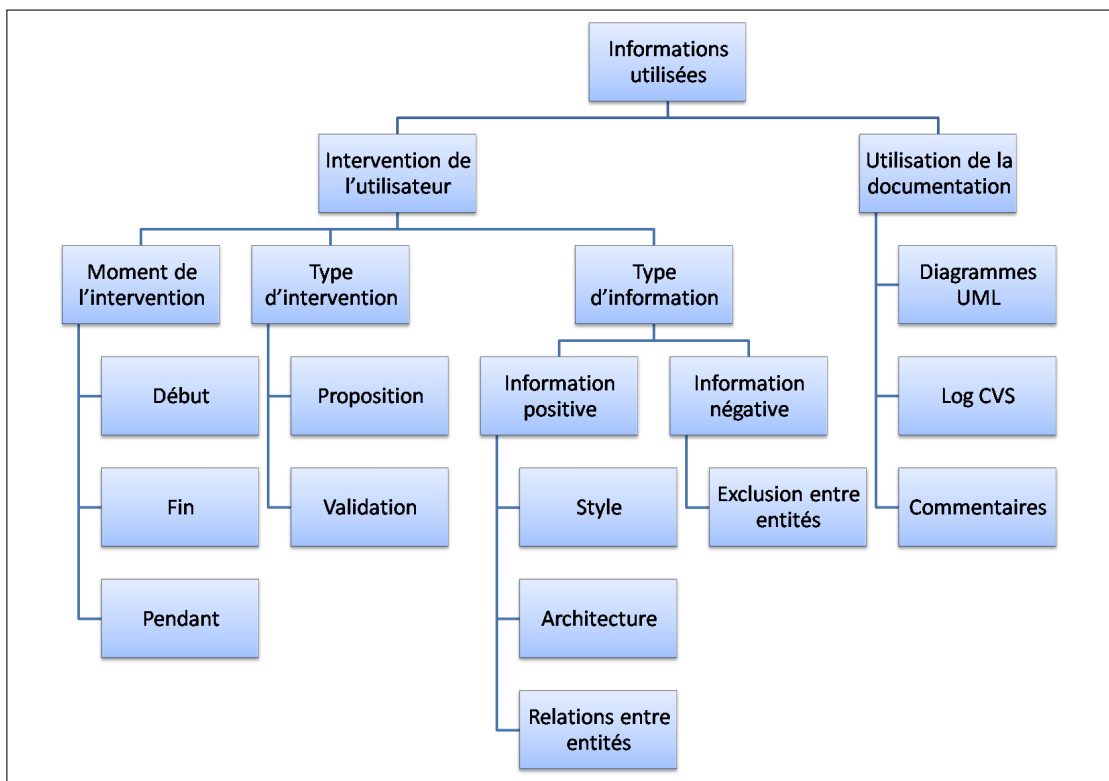 Informations
utilisées
Intervention de
l'utilisateur
Utilisation de la
documentation
Moment de
l'intervention
Type
d'intervention
Type
d'information
Diagrammes
UML
Début
Proposition
Information
positive
Information
négative
Log CVS
Fin
Validation
Style
Exclusion entre
entités
Commentaires
Pendant
Architecture
Relations entre
entités